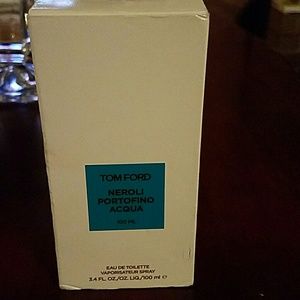 TOM FORD
NEROLI
PORTOFINO
ACQUA
100 ML
EAU DE TOILETTE
VAPORISATEUR SPRAY
3.4 FL. OZ./OZ. LIQ./100 ml ℮